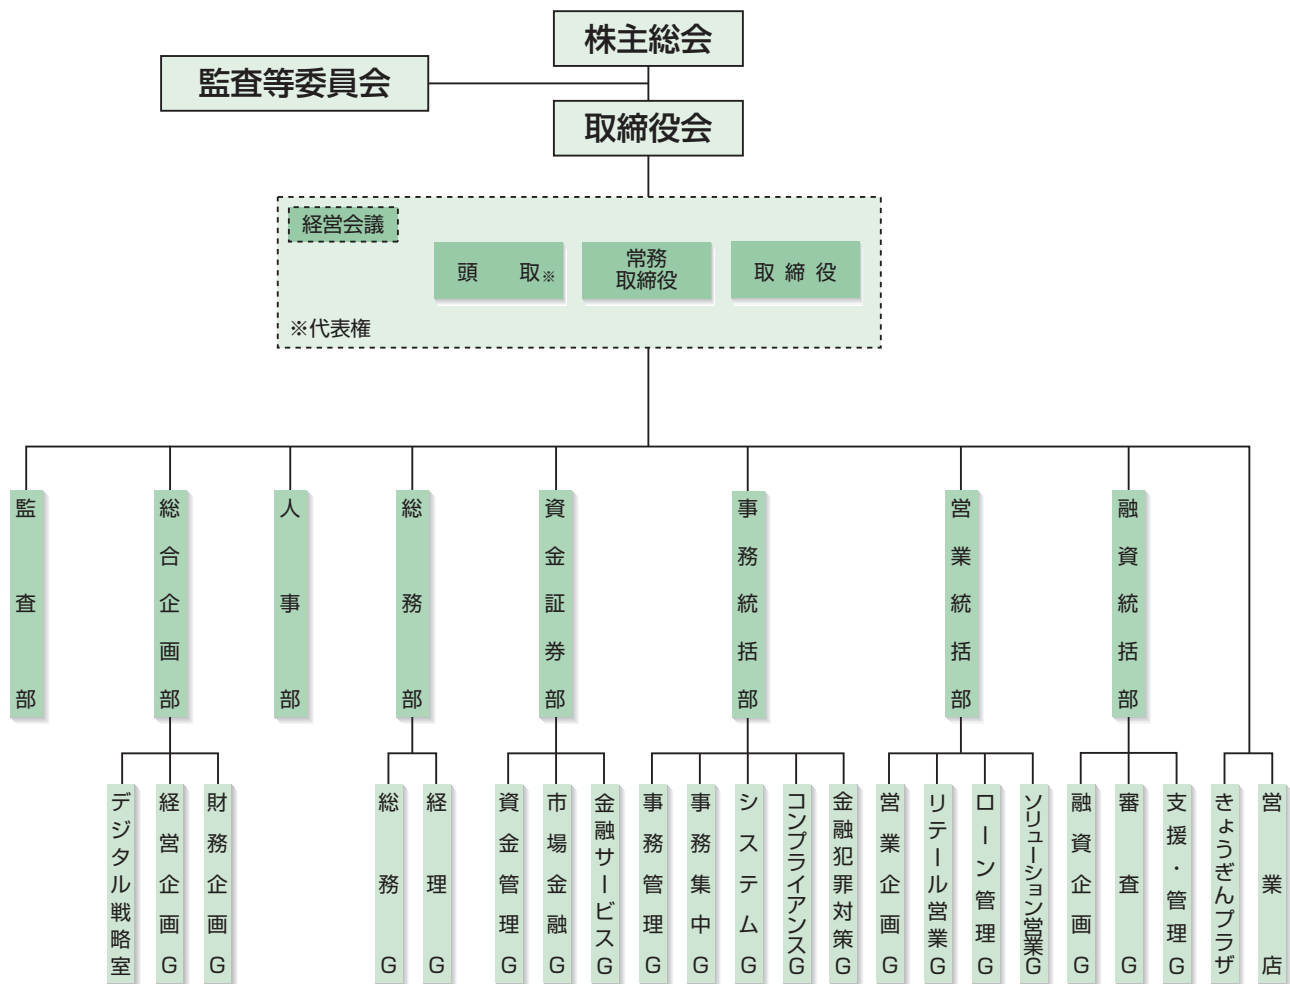 株主総会
監査等委員会
取締役会
経営会議
頭 取※
常務
取締役
取締役
※代表権
監査部
総合企画部
人事部
総務部
資金証券部
事務統括部
営業統括部
融資統括部
デジタル戦略室
経営企画G
財務企画G
総務G
経理G
資金管理G
市場金融G
金融サービスG
事務管理G
事務集中G
システムG
コンプライアンスG
金融犯罪対策G
営業企画G
リテール営業G
ローン管理G
ソリューション営業G
融資企画G
審査G
支援・管理G
きょうぎんプラザ
営業店